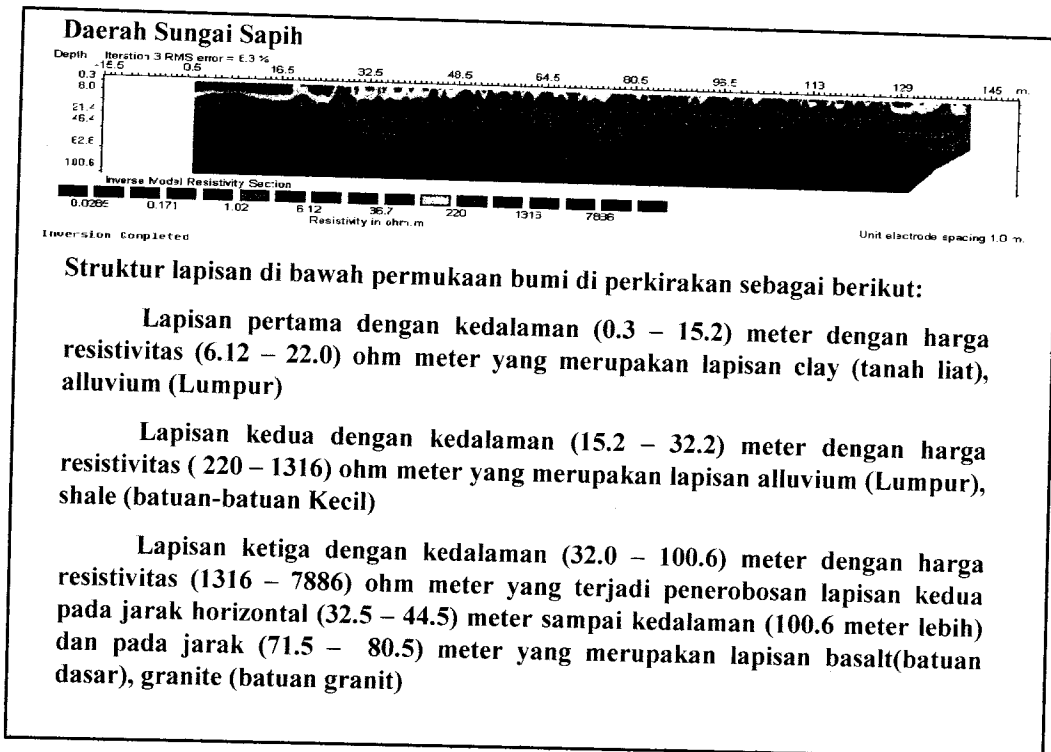 Daerah Sungai Sapih
Depth Iteration 3 RMS error = 6.3 %
-15.5 0.5 16.5 32.5 48.5 64.5 80.5 96.5 113 129 145 m.
0.3
8.0
21.4
46.4
62.6
100.6
Inverse Model Resistivity Section
0.0285 0.171 1.02 6.12 36.7 220 1316 7886
Resistivity in ohm.m
Inversion Completed
Unit electrode spacing 1.0 m.
Struktur lapisan di bawah permukaan bumi di perkirakan sebagai berikut:
Lapisan pertama dengan kedalaman (0.3 – 15.2) meter dengan harga
resistivitas (6.12 – 22.0) ohm meter yang merupakan lapisan clay (tanah liat),
alluvium (Lumpur)
Lapisan kedua dengan kedalaman (15.2 – 32.2) meter dengan harga
resistivitas ( 220 – 1316) ohm meter yang merupakan lapisan alluvium (Lumpur),
shale (batuan-batuan Kecil)
Lapisan ketiga dengan kedalaman (32.0 – 100.6) meter dengan harga
resistivitas (1316 – 7886) ohm meter yang terjadi penerobosan lapisan kedua
pada jarak horizontal (32.5 – 44.5) meter sampai kedalaman (100.6 meter lebih)
dan pada jarak (71.5 – 80.5) meter yang merupakan lapisan basalt(batuan
dasar), granite (batuan granit)